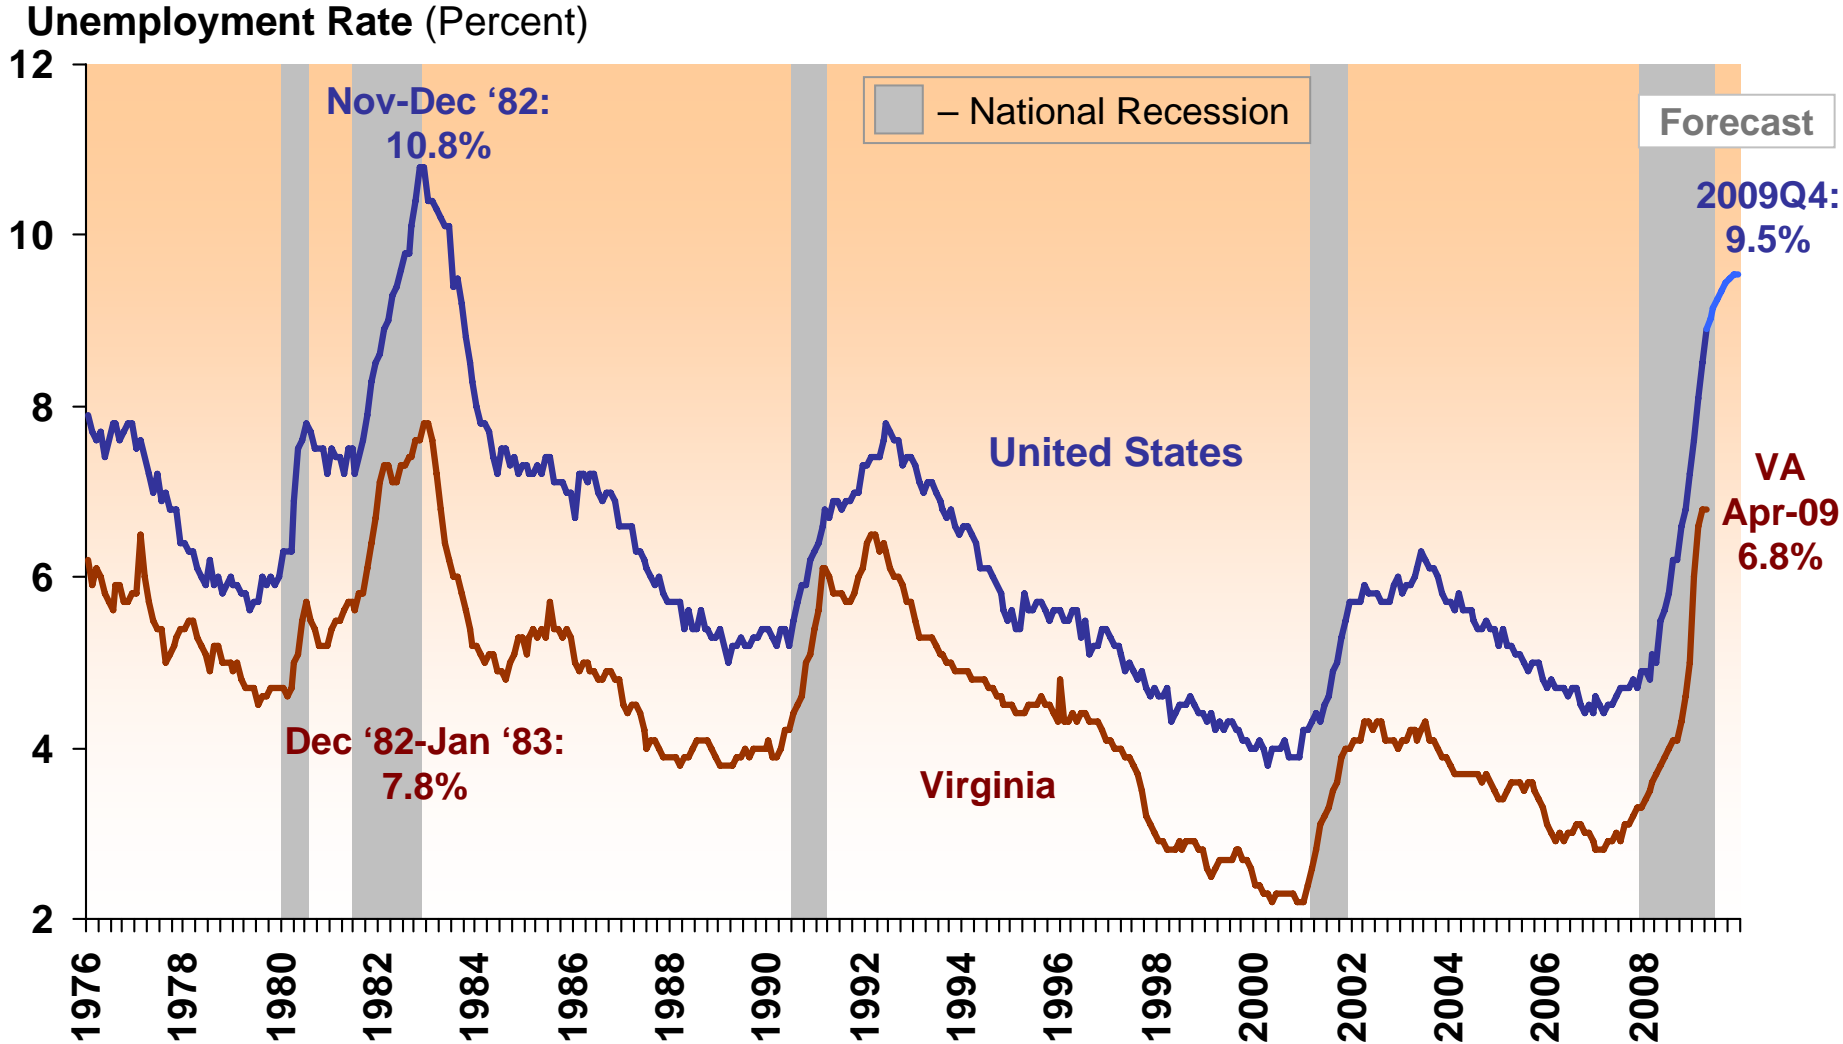 Unemployment Rate (Percent)
12
10
8
6
4
2
Nov-Dec ‘82:
10.8%
– National Recession
Forecast
2009Q4:
9.5%
United States
VA
Apr-09
6.8%
Dec ‘82-Jan ‘83:
7.8%
Virginia
1976
1978
1980
1982
1984
1986
1988
1990
1992
1994
1996
1998
2000
2002
2004
2006
2008